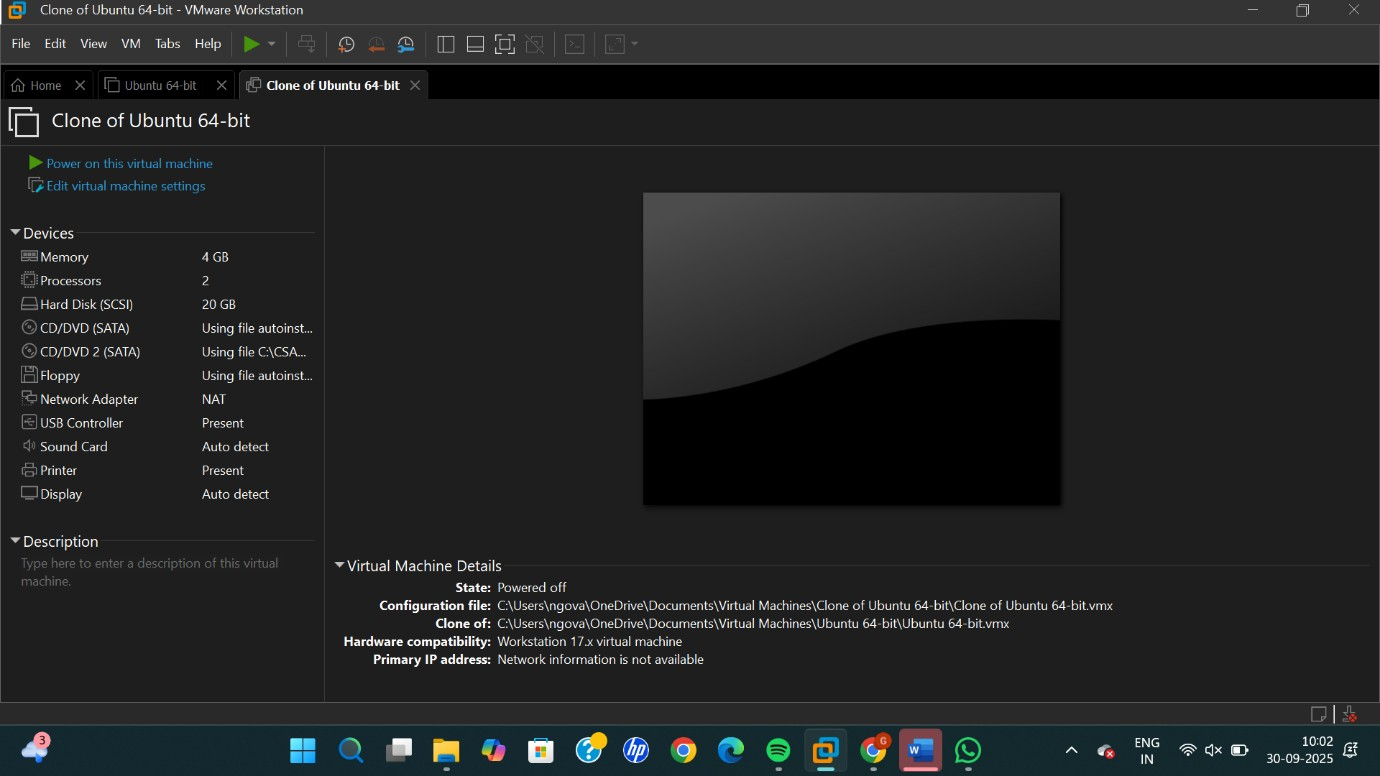 Clone of Ubuntu 64-bit - VMware Workstation
File Edit View VM Tabs Help
Home Ubuntu 64-bit Clone of Ubuntu 64-bit
Clone of Ubuntu 64-bit
Power on this virtual machine
Edit virtual machine settings
Devices
Memory 4 GB
Processors 2
Hard Disk (SCSI) 20 GB
CD/DVD (SATA) Using file autoinst...
CD/DVD 2 (SATA) Using file C:\CSA...
Floppy Using file autoinst...
Network Adapter NAT
USB Controller Present
Sound Card Auto detect
Printer Present
Display Auto detect
Description
Type here to enter a description of this virtual
machine.
Virtual Machine Details
State: Powered off
Configuration file: C:\Users\ngova\OneDrive\Documents\Virtual Machines\Clone of Ubuntu 64-bit\Clone of Ubuntu 64-bit.vmx
Clone of: C:\Users\ngova\OneDrive\Documents\Virtual Machines\Ubuntu 64-bit\Ubuntu 64-bit.vmx
Hardware compatibility: Workstation 17.x virtual machine
Primary IP address: Network information is not available
3
hp
G
W
ENG
IN
10:02
30-09-2025